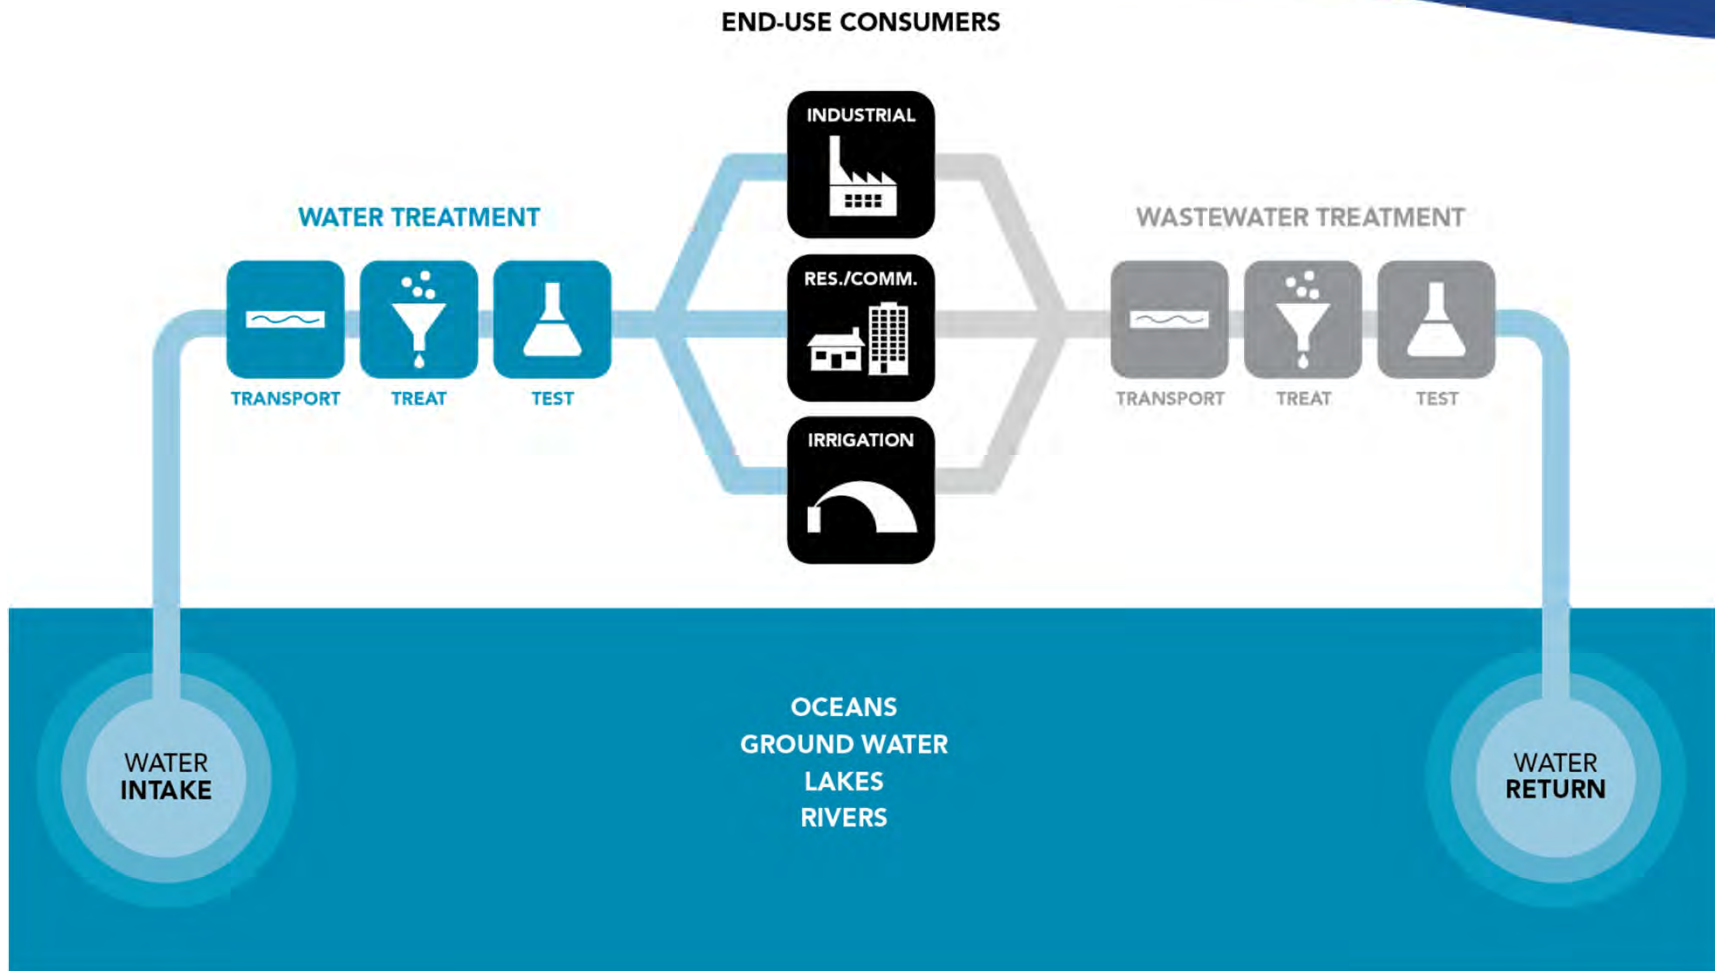 END-USE CONSUMERS
INDUSTRIAL
WATER TREATMENT
WASTEWATER TREATMENT
RES./COMM.
TRANSPORT
TREAT
TEST
TRANSPORT
TREAT
TEST
IRRIGATION
OCEANS
GROUND WATER
LAKES
RIVERS
WATER
INTAKE
WATER
RETURN